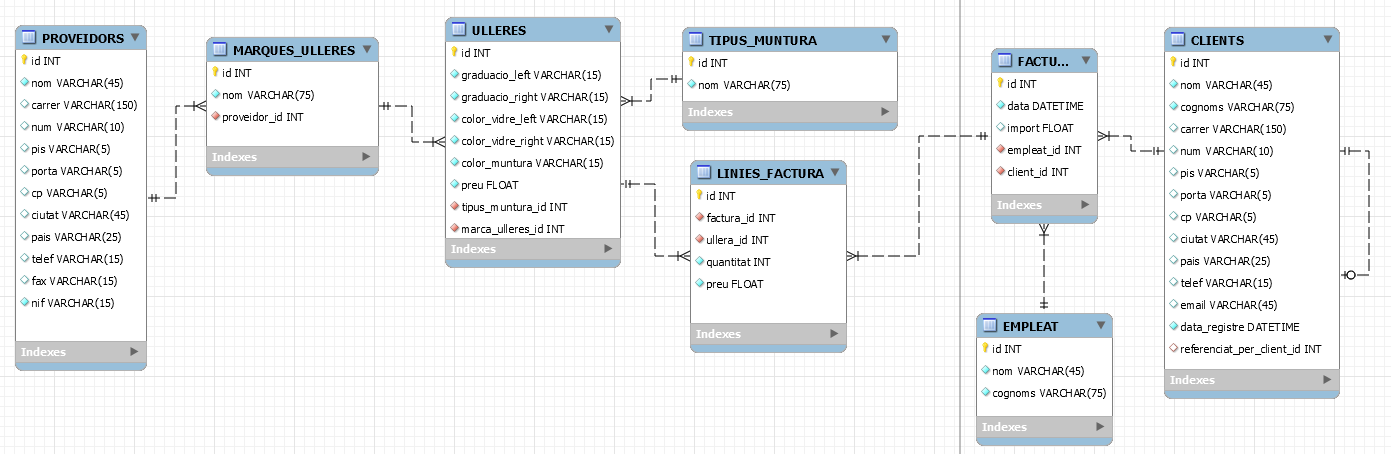 PROVEIDORS
id INT
nom VARCHAR(45)
carrer VARCHAR(150)
num VARCHAR(10)
pis VARCHAR(5)
porta VARCHAR(5)
cp VARCHAR(5)
ciutat VARCHAR(45)
pais VARCHAR(25)
telef VARCHAR(15)
fax VARCHAR(15)
nif VARCHAR(15)
Indexes
MARQUES_ULLERES
id INT
nom VARCHAR(75)
proveidor_id INT
Indexes
ULLERES
id INT
graduacio_left VARCHAR(15)
graduacio_right VARCHAR(15)
color_vidre_left VARCHAR(15)
color_vidre_right VARCHAR(15)
color_muntura VARCHAR(15)
preu FLOAT
tipus_muntura_id INT
marca_ulleres_id INT
Indexes
TIPUS_MUNTURA
id INT
nom VARCHAR(75)
Indexes
LINIES_FACTURA
id INT
factura_id INT
ullera_id INT
quantitat INT
preu FLOAT
Indexes
FACTU...
id INT
data DATETIME
import FLOAT
empleat_id INT
client_id INT
Indexes
EMPLEAT
id INT
nom VARCHAR(45)
cognoms VARCHAR(75)
Indexes
CLIENTS
id INT
nom VARCHAR(45)
cognoms VARCHAR(75)
carrer VARCHAR(150)
num VARCHAR(10)
pis VARCHAR(5)
porta VARCHAR(5)
cp VARCHAR(5)
ciutat VARCHAR(45)
pais VARCHAR(25)
telef VARCHAR(15)
email VARCHAR(45)
data_registre DATETIME
referenciat_per_client_id INT
Indexes